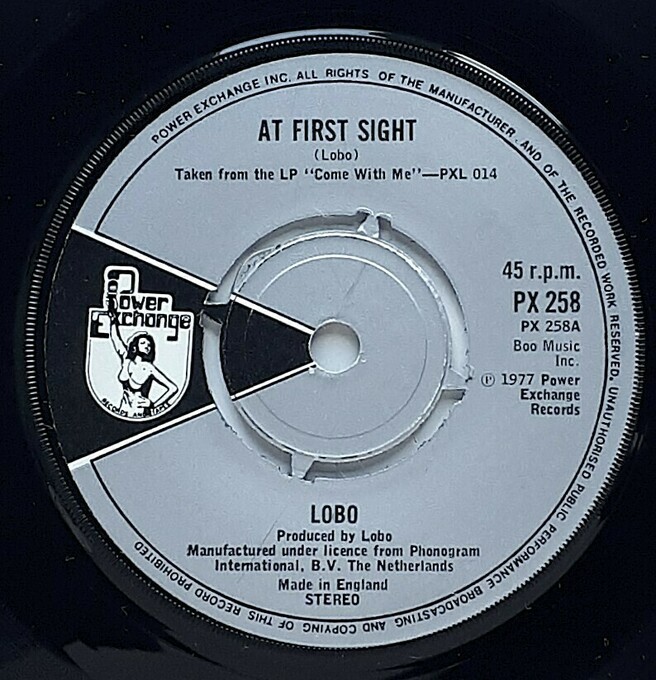 POWER EXCHANGE INC. ALL RIGHTS OF THE MANUFACTURER AND OF THE RECORDED WORK RESERVED. UNAUTHORISED PUBLIC PERFORMANCE BROADCASTING AND COPYING OF THIS RECORD PROHIBITED
AT FIRST SIGHT
(Lobo)
Taken from the LP "Come With Me"—PXL 014
Power
Exchange
RECORDS AND TAPES
45 r.p.m.
PX 258
PX 258A
Boo Music
Inc.
Ⓟ 1977 Power
Exchange
Records
LOBO
Produced by Lobo
Manufactured under licence from Phonogram
International, B.V. The Netherlands
Made in England
STEREO